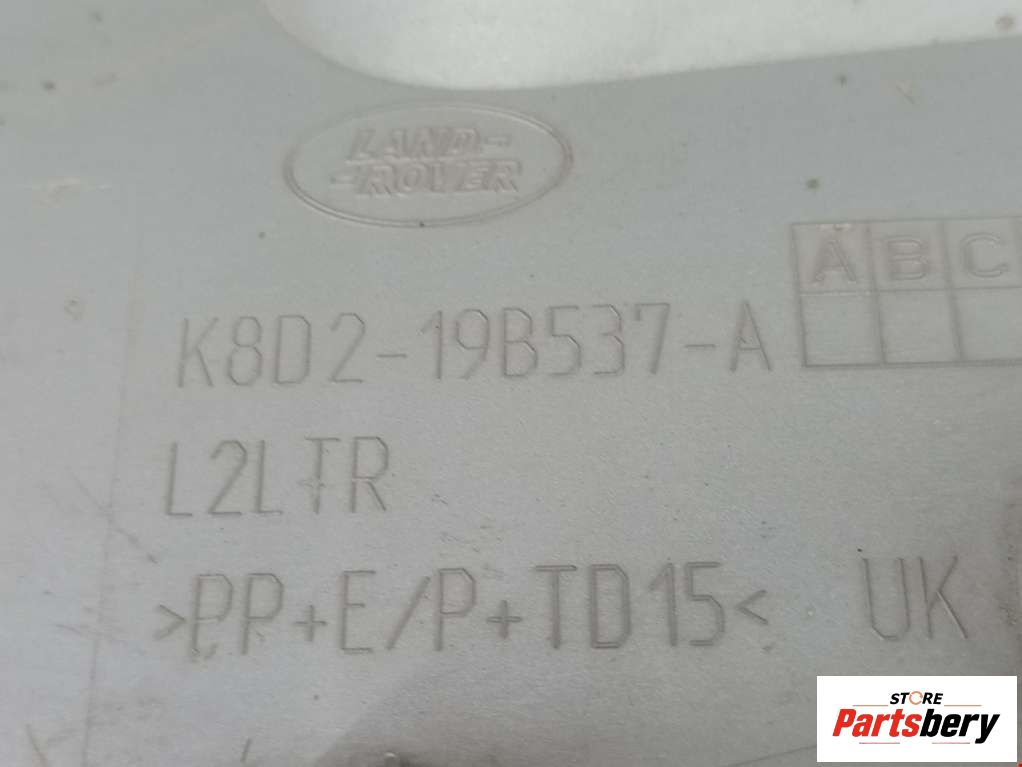 LAND-
-ROVER
A B C
K8D2-19B537-A
L2LTR
>PP+E/P+TD15< UK
STORE
Partsbery